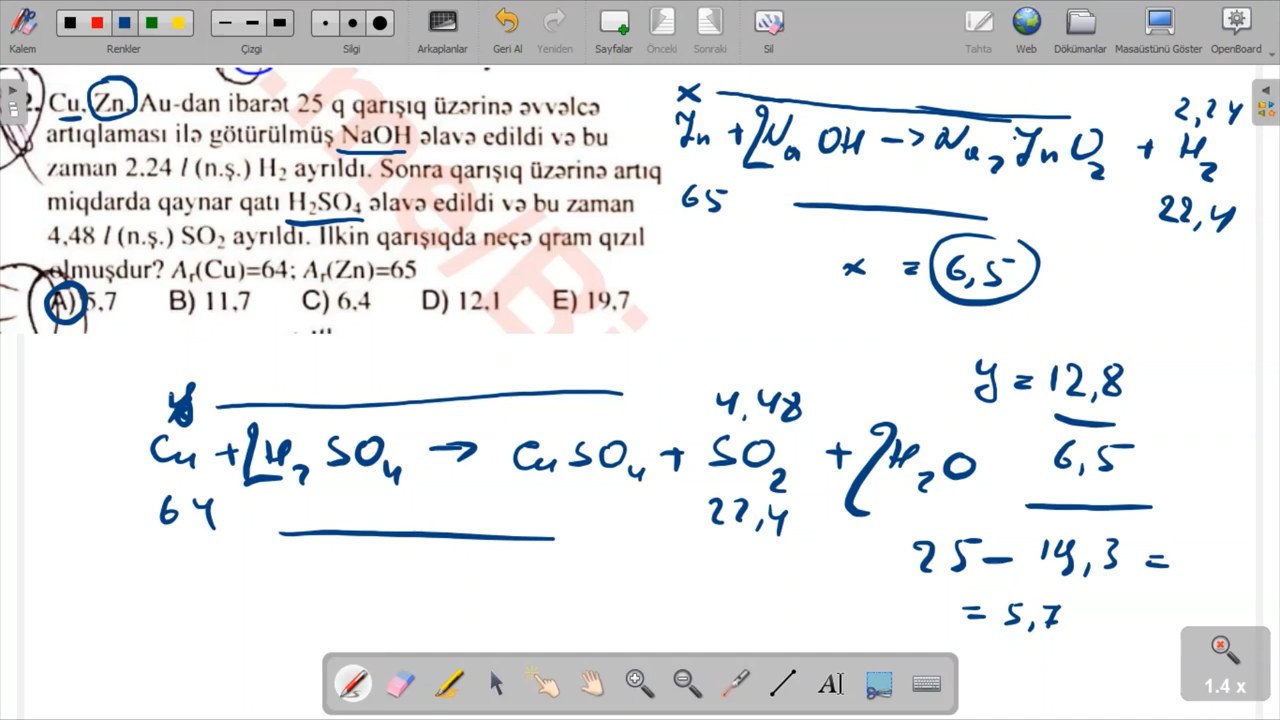 Kalem Renkler Çizgi Silgi Arkaplanlar Geri Al Yeniden Sayfalar Önceki Sonraki Sil Tahta Web Dökümanlar Masaüstünü Göster OpenBoard
2. Cu, Zn, Au-dan ibarət 25 q qarışıq üzərinə əvvəlcə
artıqlaması ilə götürülmüş NaOH əlavə edildi və bu
zaman 2.24 l (n.ş.) H₂ ayrıldı. Sonra qarışıq üzərinə artıq
miqdarda qaynar qatı H₂SO₄ əlavə edildi və bu zaman
4,48 l (n.ş.) SO₂ ayrıldı. İlkin qarışıqda neçə qram qızıl
olmuşdur? Aᵣ(Cu)=64; Aᵣ(Zn)=65
A) 5,7 B) 11,7 C) 6,4 D) 12,1 E) 19,7
x 2,24
Zn + 2NaOH → Na₂ZnO₂ + H₂
65 22,4
x = 6,5
y 4,48
Cu + 2H₂SO₄ → CuSO₄ + SO₂ + 2H₂O
64 22,4
y = 12,8
6,5
25 - 19,3 =
= 5,7
1.4 x